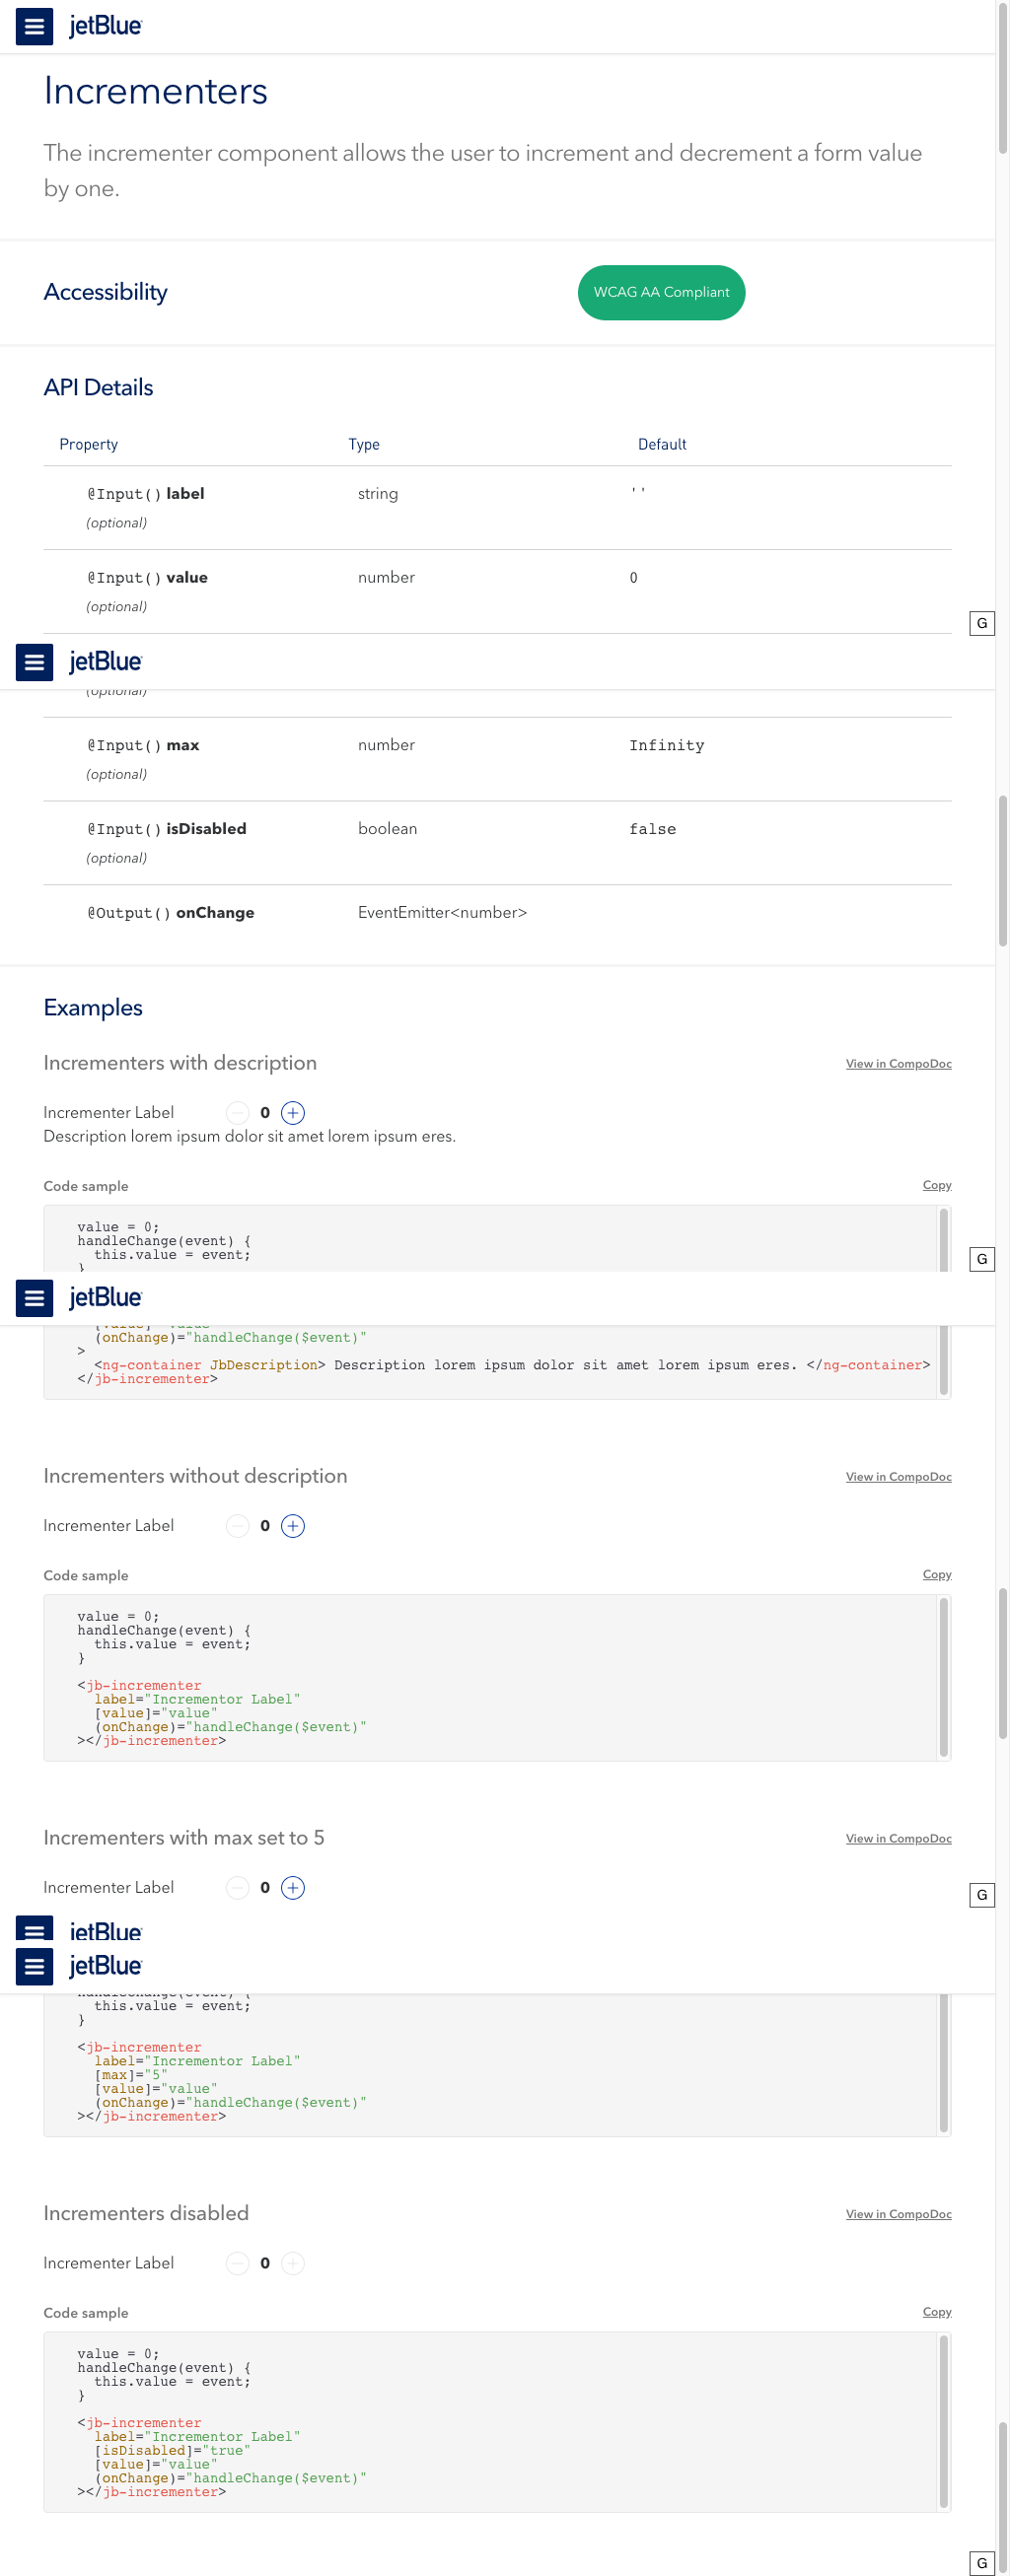 jetBlue
Incrementers
The incrementer component allows the user to increment and decrement a form value
by one.
Accessibility
WCAG AA Compliant
API Details
Property Type Default
@Input() label string ' '
(optional)
@Input() value number 0
(optional)
G
jetBlue
(optional)
@Input() max number Infinity
(optional)
@Input() isDisabled boolean false
(optional)
@Output() onChange EventEmitter<number>
Examples
Incrementers with description View in CompoDoc
Incrementer Label 0
Description lorem ipsum dolor sit amet lorem ipsum eres.
Code sample Copy
value = 0;
handleChange(event) {
this.value = event;
}
G
jetBlue
[value]="value"
(onChange)="handleChange($event)"
>
<ng-container JbDescription> Description lorem ipsum dolor sit amet lorem ipsum eres. </ng-container>
</jb-incrementer>
Incrementers without description View in CompoDoc
Incrementer Label 0
Code sample Copy
value = 0;
handleChange(event) {
this.value = event;
}
<jb-incrementer
label="Incrementor Label"
[value]="value"
(onChange)="handleChange($event)"
></jb-incrementer>
Incrementers with max set to 5 View in CompoDoc
Incrementer Label 0
G
jetBlue
jetBlue
handleChange(event) {
this.value = event;
}
<jb-incrementer
label="Incrementor Label"
[max]="5"
[value]="value"
(onChange)="handleChange($event)"
></jb-incrementer>
Incrementers disabled View in CompoDoc
Incrementer Label 0
Code sample Copy
value = 0;
handleChange(event) {
this.value = event;
}
<jb-incrementer
label="Incrementor Label"
[isDisabled]="true"
[value]="value"
(onChange)="handleChange($event)"
></jb-incrementer>
G